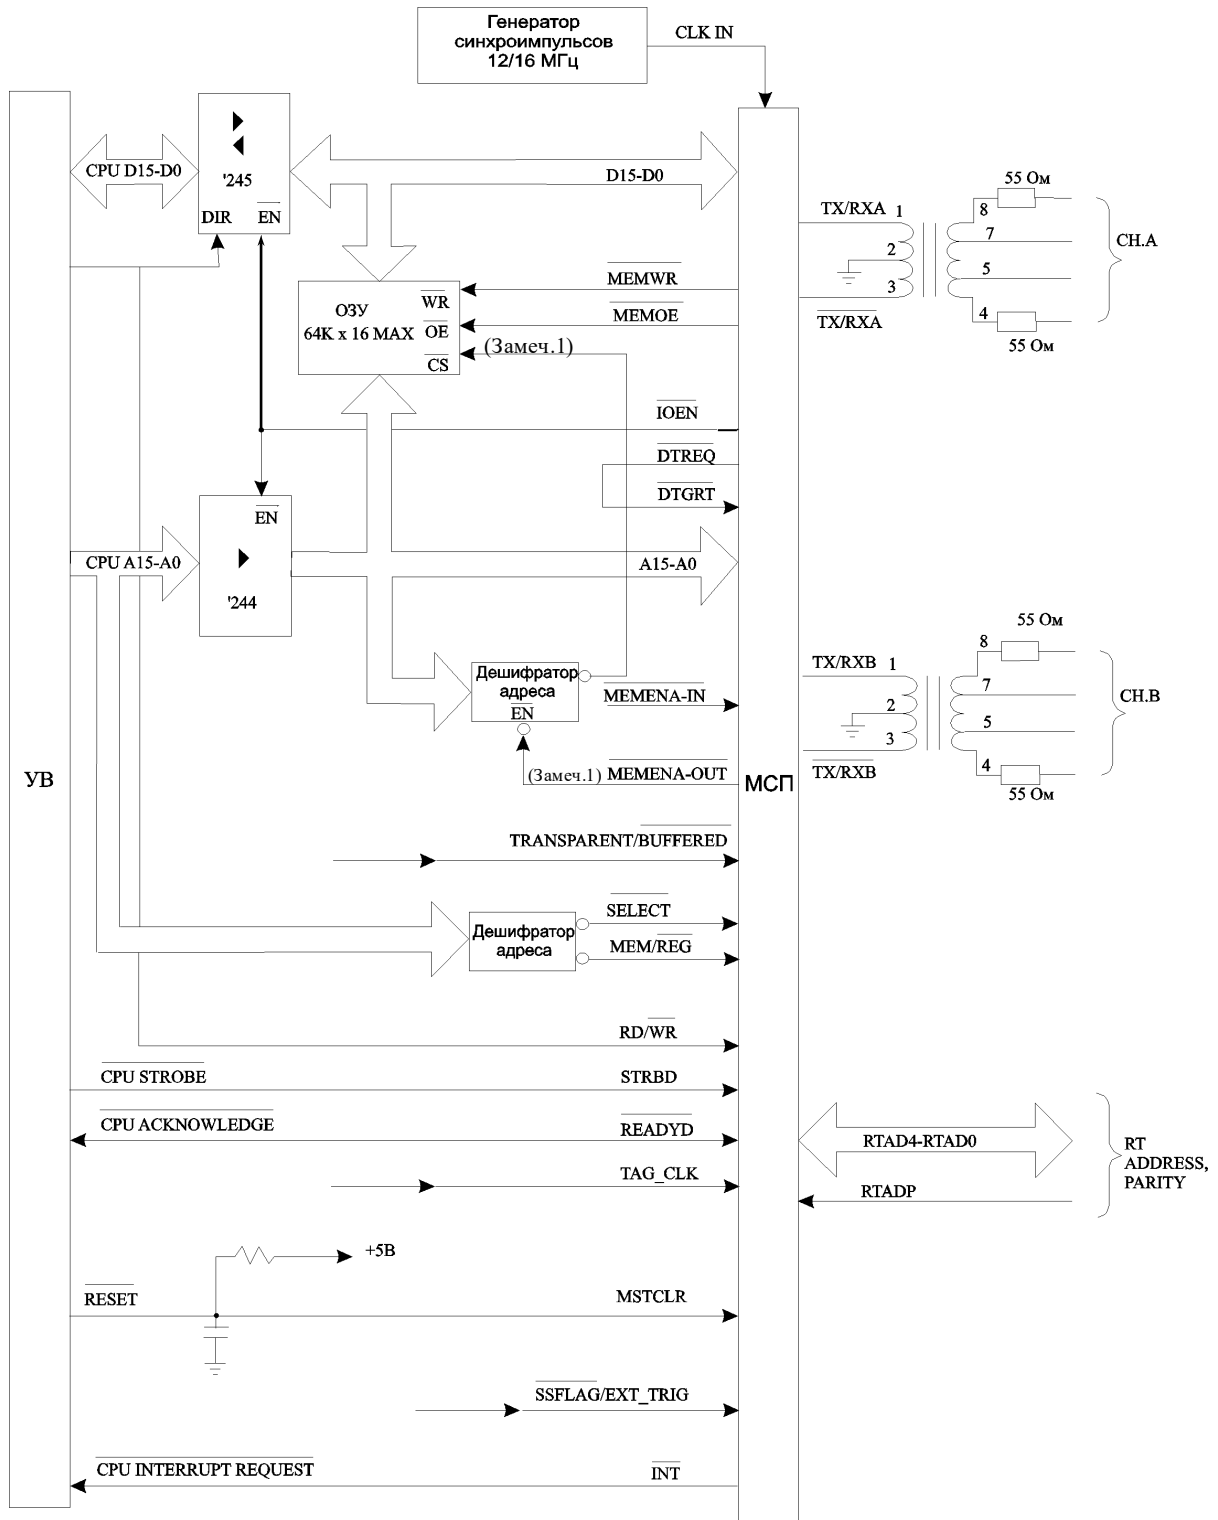 Генератор
синхроимпульсов
12/16 МГц
CLK IN
CPU D15-D0
'245
DIR
EN
D15-D0
TX/RXA
1
2
3
TX/RXA
8
7
5
4
55 Ом
55 Ом
CH.A
ОЗУ
64K x 16 MAX
WR
OE
CS
MEMWR
MEMOE
(Замеч.1)
IOEN
DTREQ
DTGRT
EN
CPU A15-A0
'244
A15-A0
Дешифратор
адреса
EN
MEMENA-IN
(Замеч.1)
MEMENA-OUT
УВ
МСП
TX/RXB
1
2
3
TX/RXB
8
7
5
4
55 Ом
55 Ом
CH.B
TRANSPARENT/BUFFERED
Дешифратор
адреса
SELECT
MEM/REG
RD/WR
CPU STROBE
STRBD
CPU ACKNOWLEDGE
READYD
TAG_CLK
RTAD4-RTAD0
RTADP
RT
ADDRESS,
PARITY
+5В
RESET
MSTCLR
SSFLAG/EXT_TRIG
CPU INTERRUPT REQUEST
INT